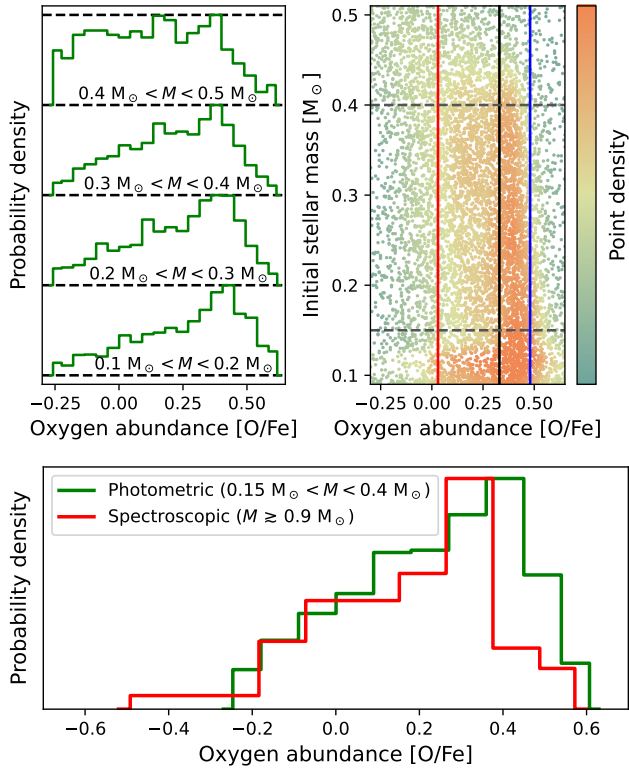 Probability density
0.4 M☉ < M < 0.5 M☉
0.3 M☉ < M < 0.4 M☉
0.2 M☉ < M < 0.3 M☉
0.1 M☉ < M < 0.2 M☉
−0.25 0.00 0.25 0.50
Oxygen abundance [O/Fe]
Initial stellar mass [M☉]
0.5
0.4
0.3
0.2
0.1
−0.25 0.00 0.25 0.50
Oxygen abundance [O/Fe]
Point density
Probability density
Photometric (0.15 M☉ < M < 0.4 M☉)
Spectroscopic (M ≳ 0.9 M☉)
−0.6 −0.4 −0.2 0.0 0.2 0.4 0.6
Oxygen abundance [O/Fe]